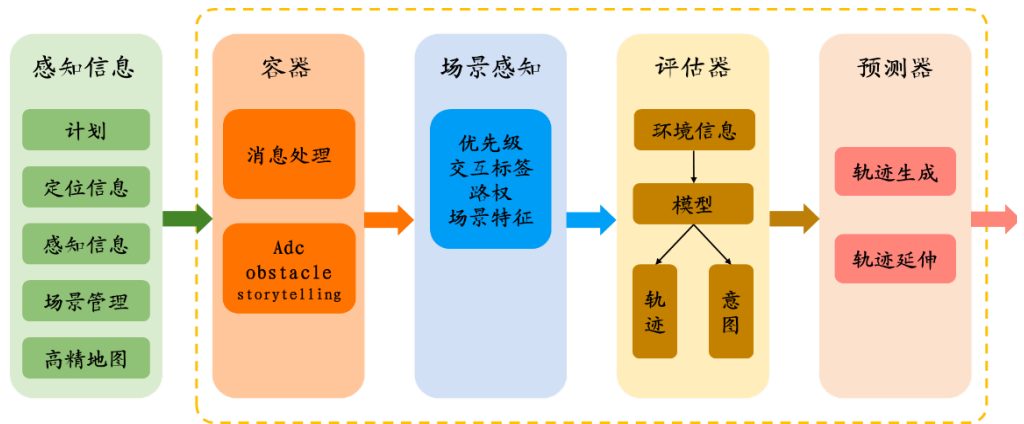 感知信息
计划
定位信息
感知信息
场景管理
高精地图
容器
消息处理
Adc
obstacle
storytelling
场景感知
优先级
交互标签
路权
场景特征
评估器
环境信息
模型
轨迹
意图
预测器
轨迹生成
轨迹延伸